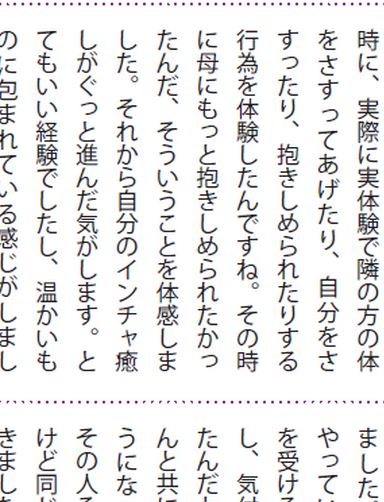 時に、実際に実体験で隣の方の体
をさすってあげたり、自分をさ
すったり、抱きしめられたりする
行為を体験したんですね。その時
に母にもっと抱きしめられたかっ
たんだ、そういうことを体感しま
した。それから自分のインチャ癒
しがぐっと進んだ気がします。と
てもいい経験でしたし、温かいも
のに包まれている感じがしまし
ました
やってい
を受ける
し、気
たんだ
んと共に
うにな
その人
けど同
きました